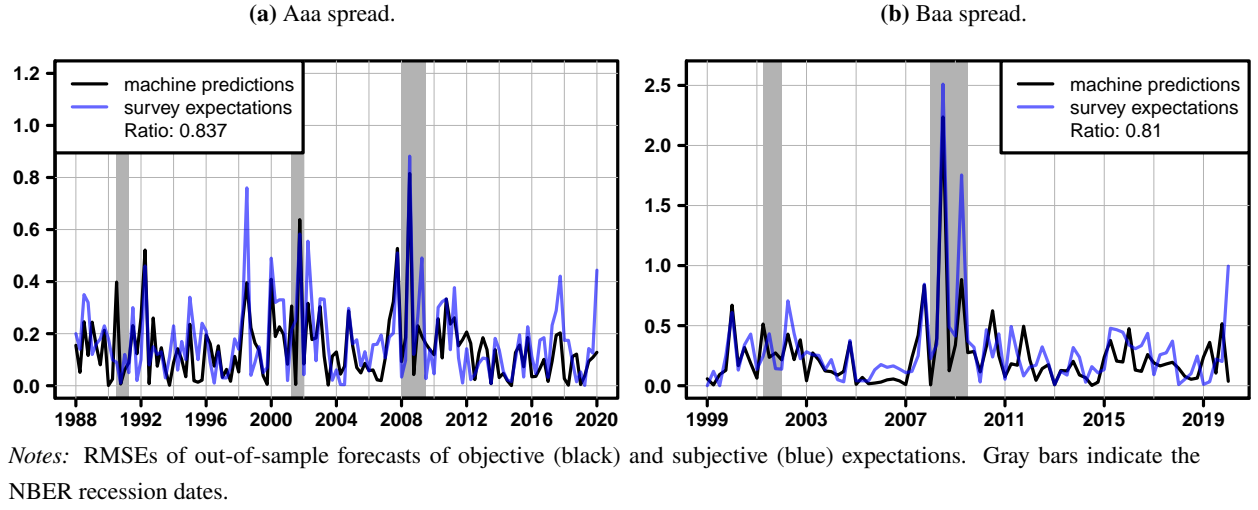 (a) Aaa spread.
(b) Baa spread.
machine predictions
survey expectations
Ratio: 0.837
1.2
1.0
0.8
0.6
0.4
0.2
0.0
1988 1992 1996 2000 2004 2008 2012 2016 2020
machine predictions
survey expectations
Ratio: 0.81
2.5
2.0
1.5
1.0
0.5
0.0
1999 2003 2007 2011 2015 2019
Notes: RMSEs of out-of-sample forecasts of objective (black) and subjective (blue) expectations. Gray bars indicate the
NBER recession dates.